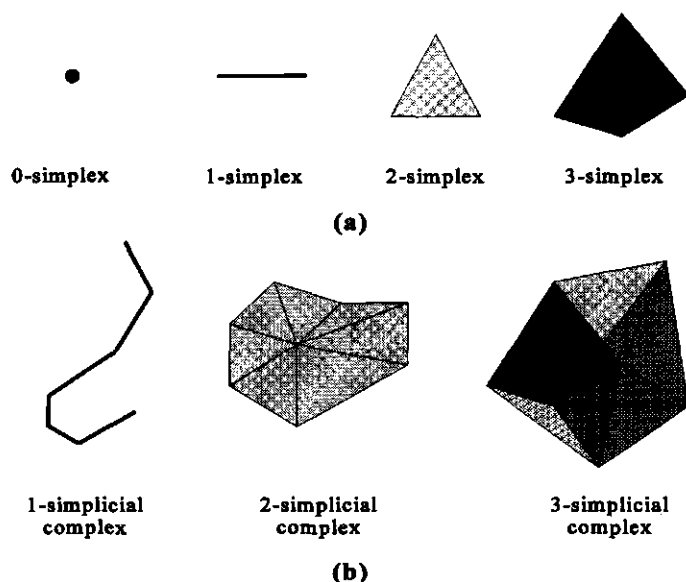 0-simplex 1-simplex 2-simplex 3-simplex
(a)
1-simplicial 2-simplicial 3-simplicial
complex complex complex
(b)